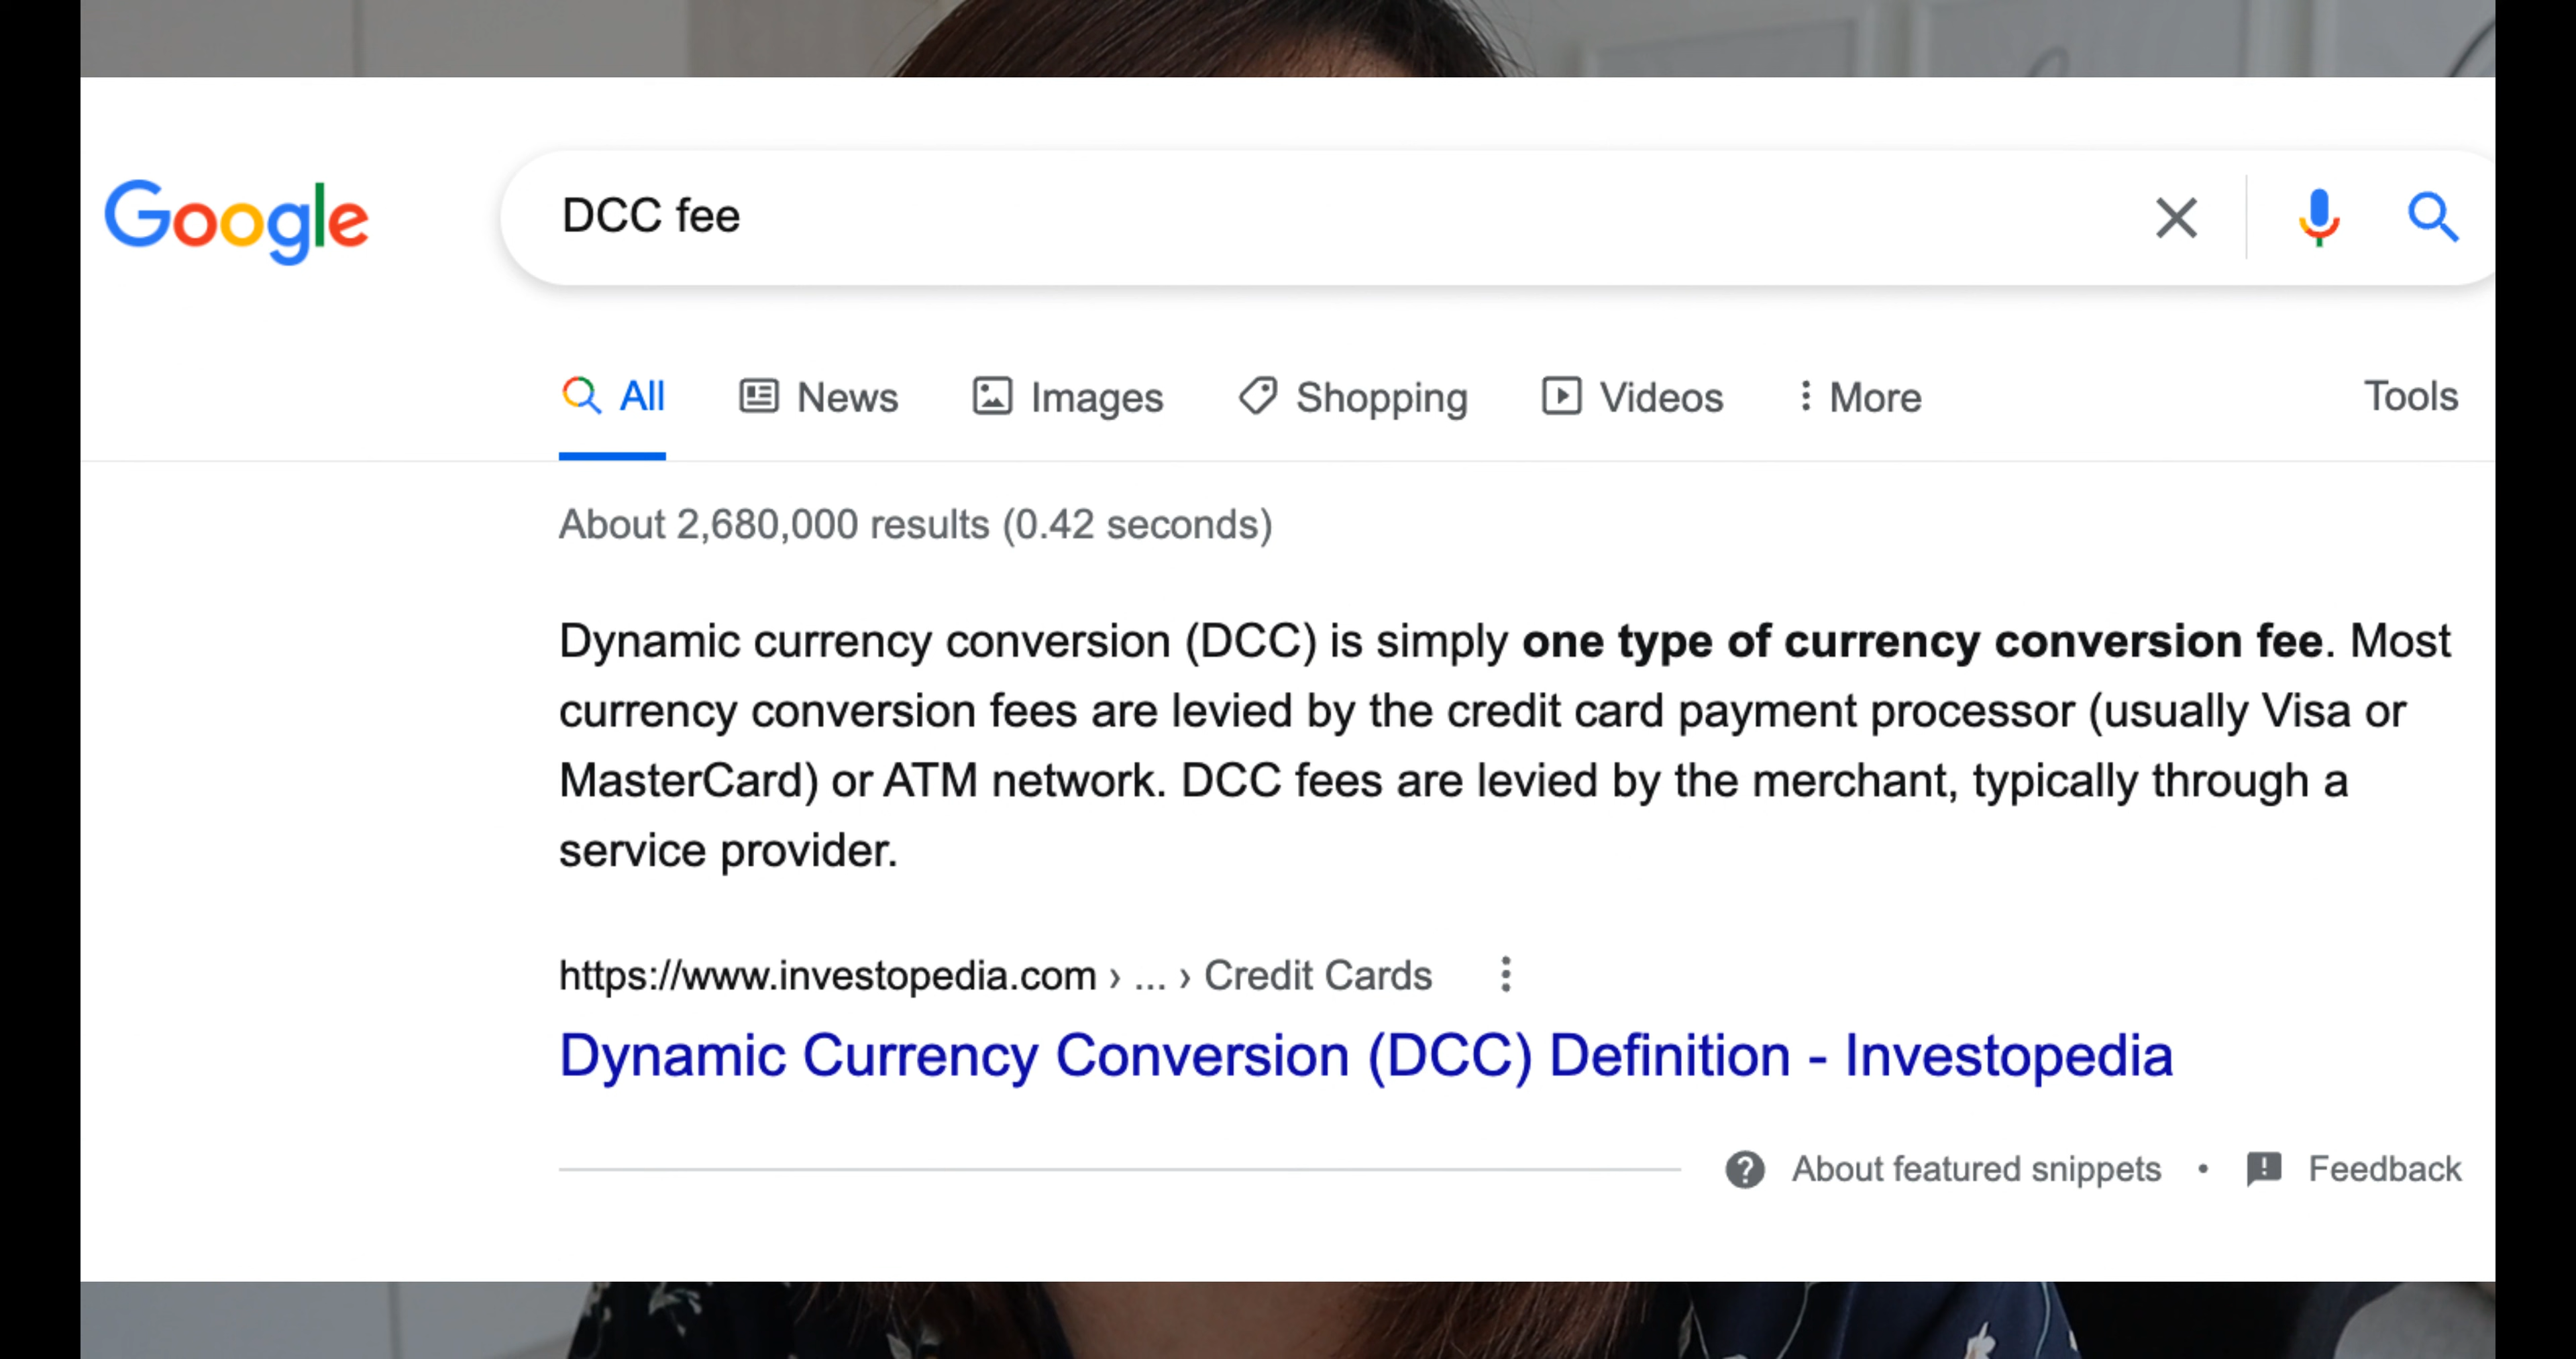 Google
DCC fee
All News Images Shopping Videos More Tools
About 2,680,000 results (0.42 seconds)
Dynamic currency conversion (DCC) is simply one type of currency conversion fee. Most
currency conversion fees are levied by the credit card payment processor (usually Visa or
MasterCard) or ATM network. DCC fees are levied by the merchant, typically through a
service provider.
https://www.investopedia.com › ... › Credit Cards
Dynamic Currency Conversion (DCC) Definition - Investopedia
About featured snippets • Feedback